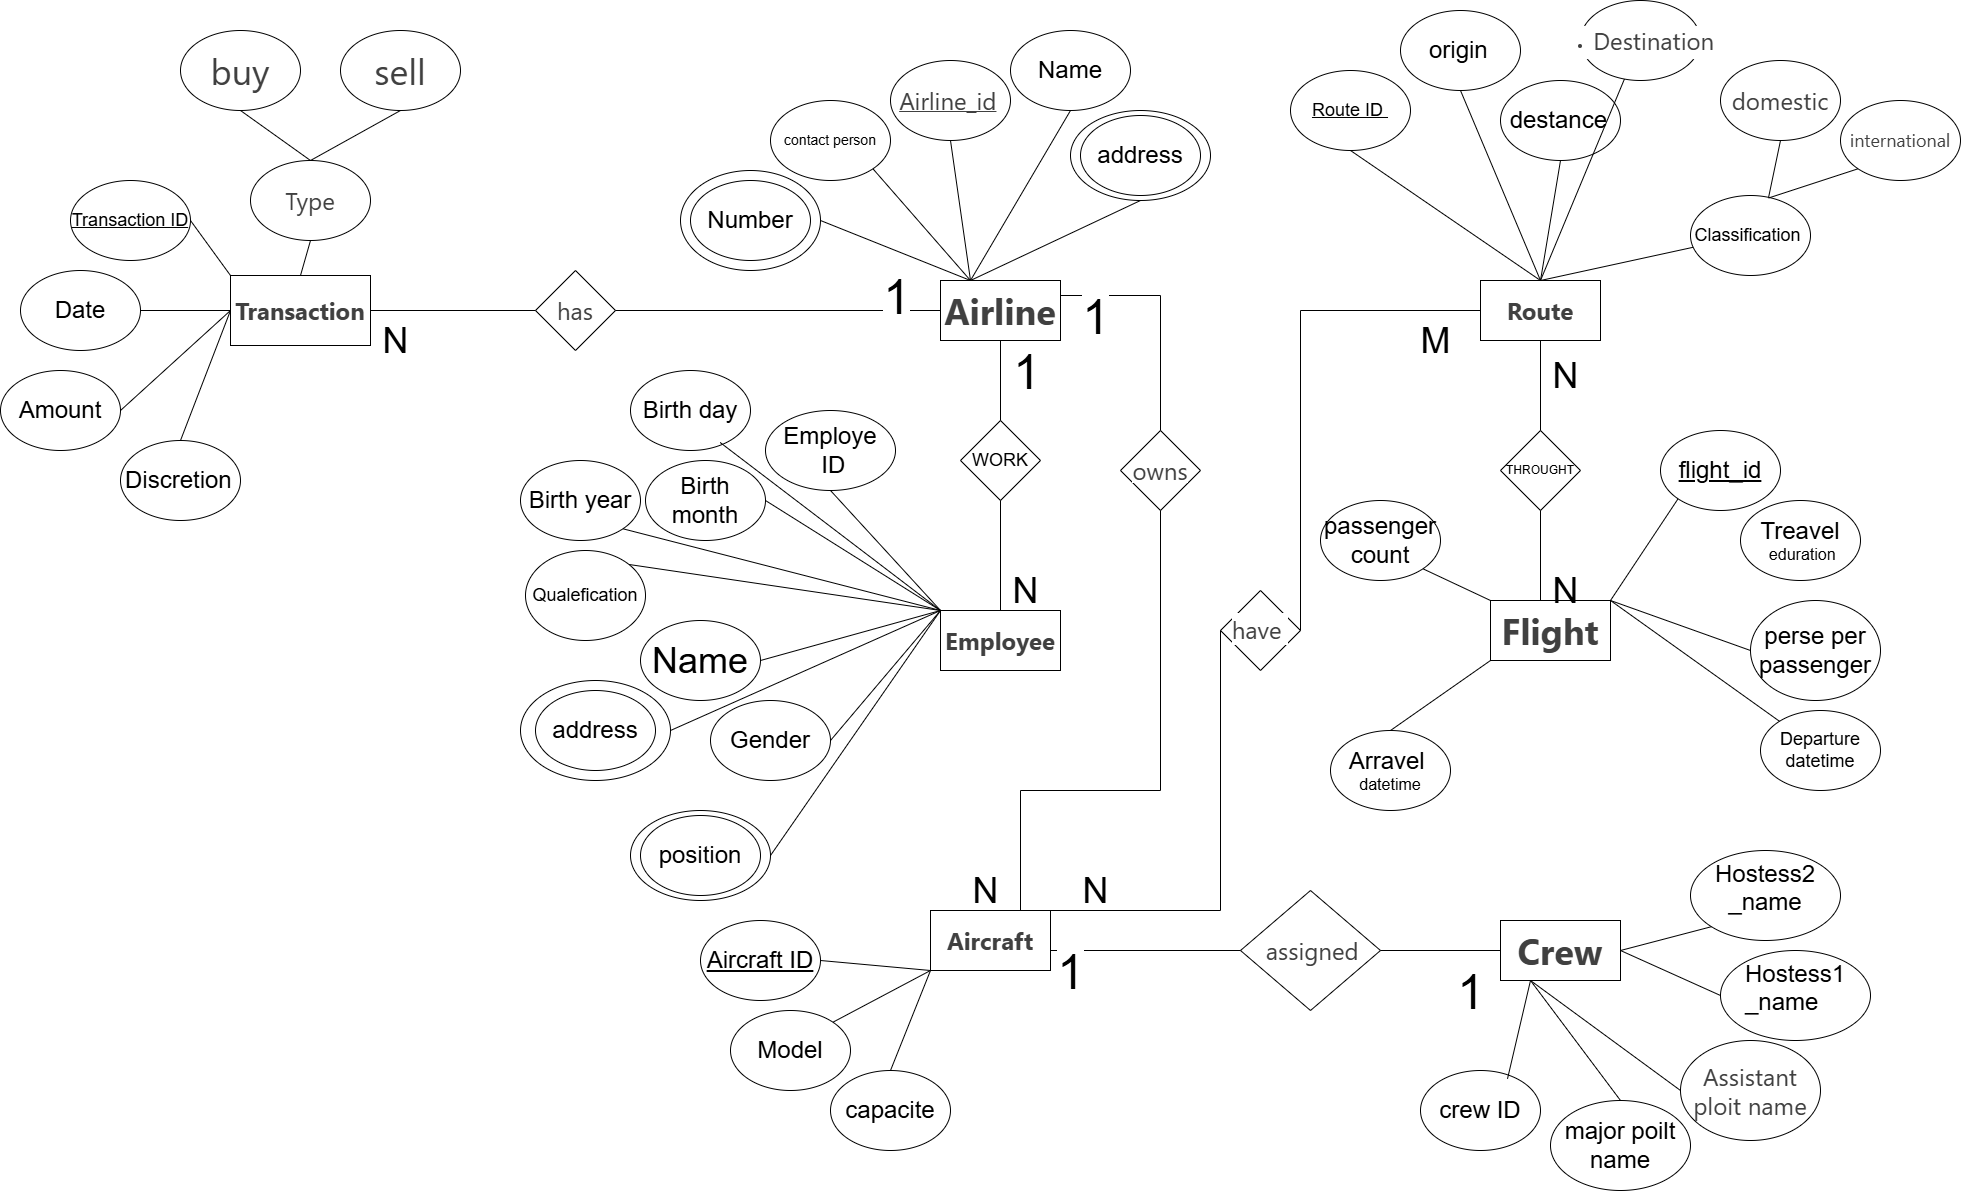 buy
sell
Type
Transaction ID
Date
Amount
Discretion
Transaction
N
has
1
contact person
Airline_id
Name
address
Number
Airline
1
1
Route ID
origin
destance
· Destination
domestic
international
Classification
Route
M
N
Birth day
Employe
ID
Birth year
Birth
month
Qualefication
Name
address
Gender
position
WORK
N
Employee
owns
have
THROUGHT
N
Flight
passenger
count
flight_id
Treavel
eduration
perse per
passenger
Departure
datetime
Arravel
datetime
N
N
Aircraft
1
Aircraft ID
Model
capacite
assigned
1
Crew
Hostess2
_name
Hostess1
_name
Assistant
ploit name
major poilt
name
crew ID